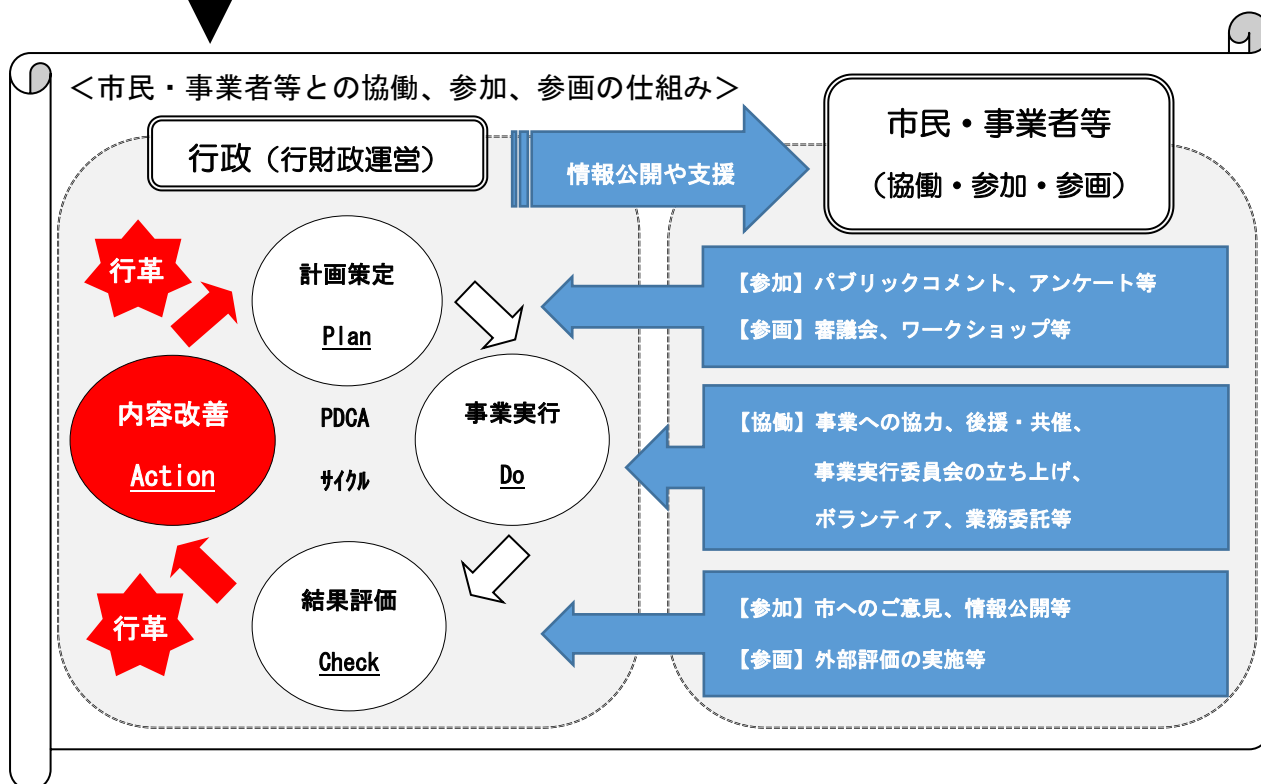 ＜市民・事業者等との協働、参加、参画の仕組み＞
行政（行財政運営）
情報公開や支援
市民・事業者等
（協働・参加・参画）
行革
計画策定
Plan
【参加】パブリックコメント、アンケート等
【参画】審議会、ワークショップ等
内容改善
Action
PDCA
ｻｲｸﾙ
事業実行
Do
【協働】事業への協力、後援・共催、
事業実行委員会の立ち上げ、
ボランティア、業務委託等
行革
結果評価
Check
【参加】市へのご意見、情報公開等
【参画】外部評価の実施等